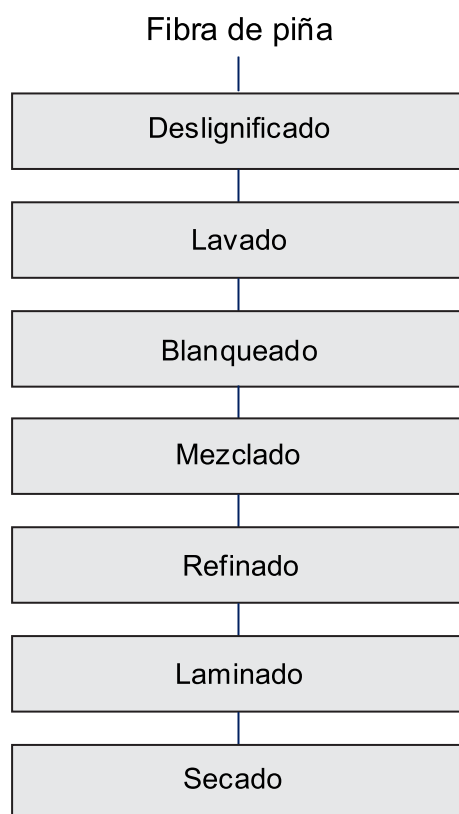 Fibra de piña
Deslignificado
Lavado
Blanqueado
Mezclado
Refinado
Laminado
Secado